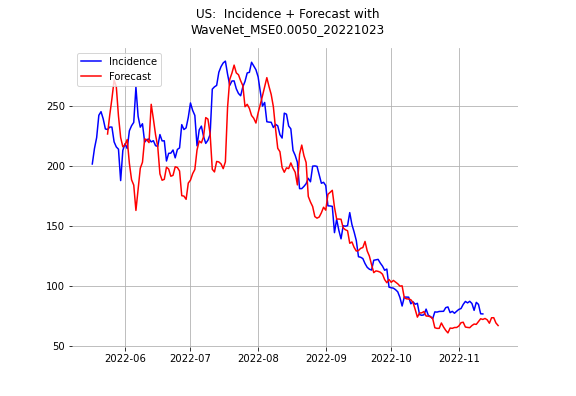 US:  Incidence + Forecast with
WaveNet_MSE0.0050_20221023
Incidence
Forecast
250
200
150
100
50
2022-06 2022-07 2022-08 2022-09 2022-10 2022-11